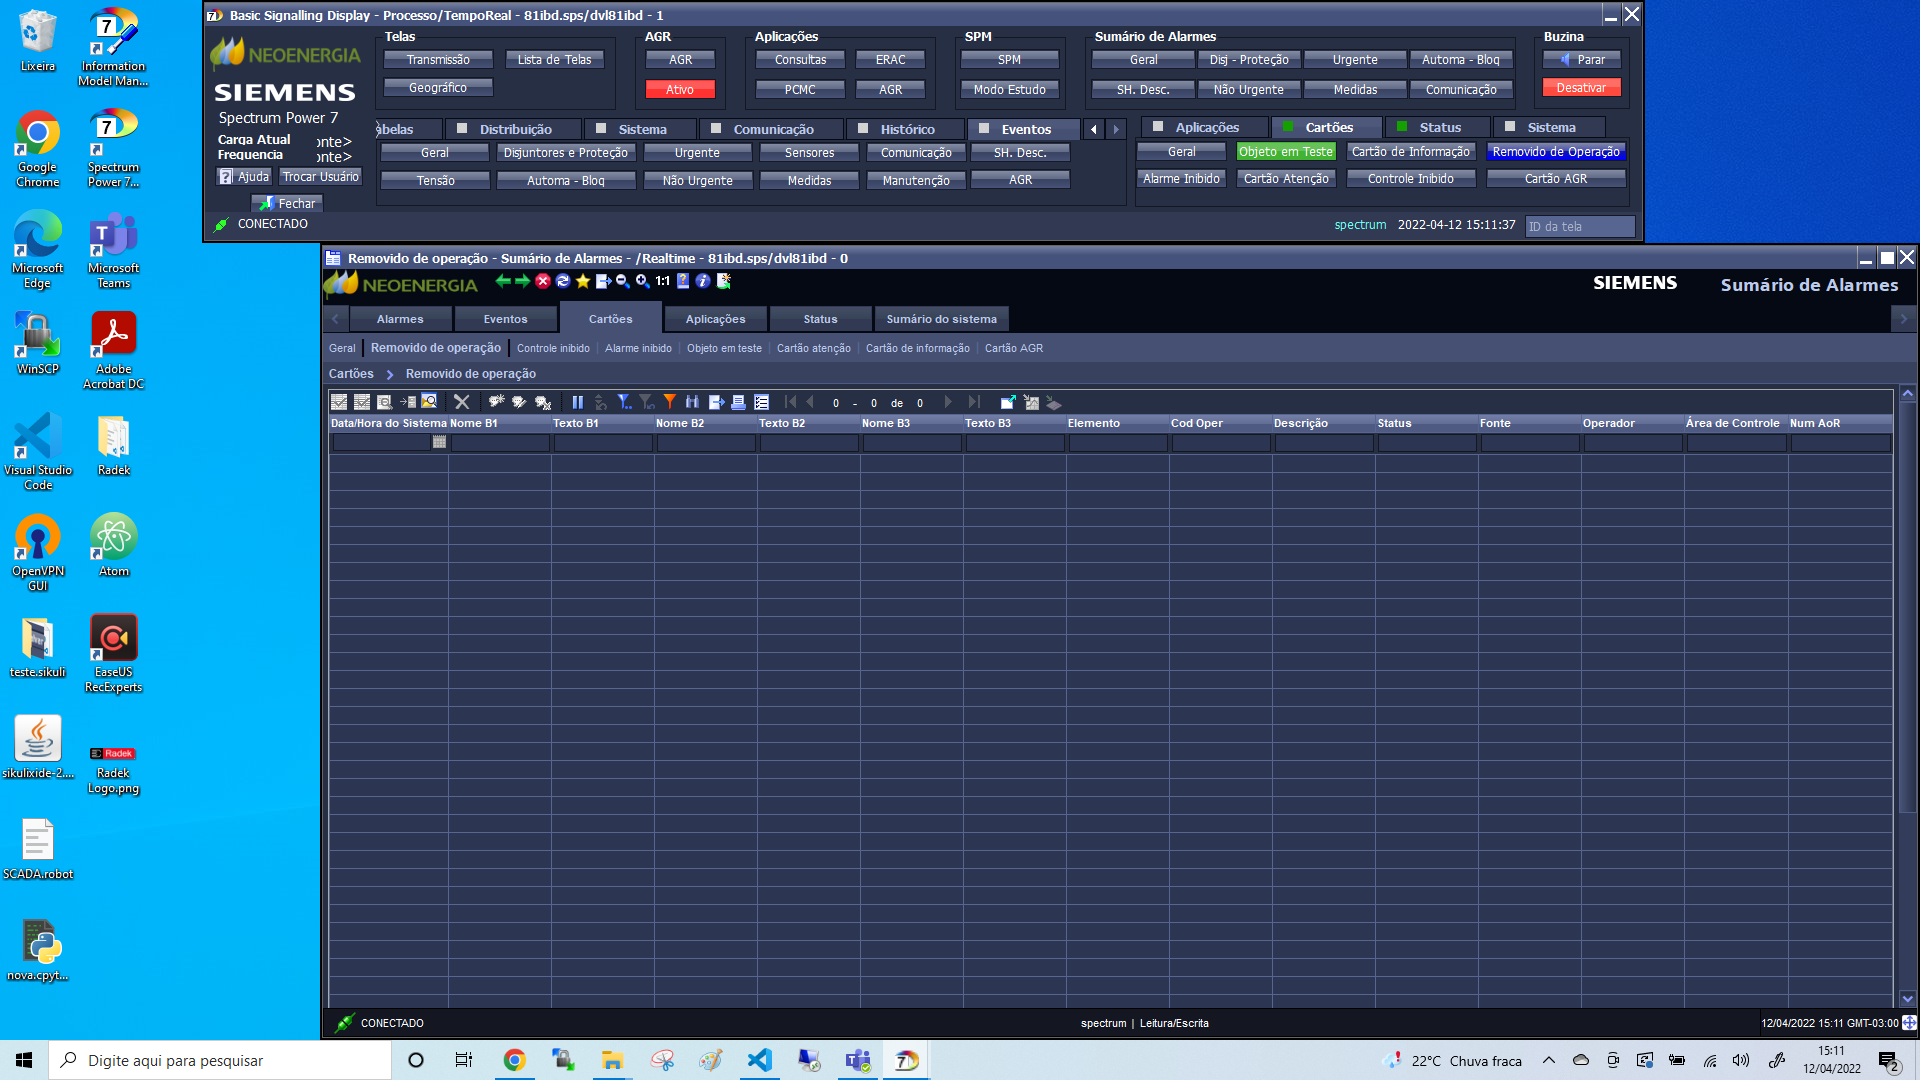 Lixeira
Information Model Man...
Google Chrome
Spectrum Power 7...
Microsoft Edge
Microsoft Teams
WinSCP
Adobe Acrobat DC
Visual Studio Code
Radek
OpenVPN GUI
Atom
teste.sikuli
EaseUS RecExperts
sikulixide-2....
Radek
Radek Logo.png
SCADA.robot
nova.cpyt...
Basic Signalling Display - Processo/TempoReal - 81ibd.sps/dvl81ibd - 1
NEOENERGIA
SIEMENS
Spectrum Power 7
Carga Atual onte>
Frequencia onte>
Ajuda Trocar Usuário
Fechar
CONECTADO
Telas
Transmissão Lista de Telas
Geográfico
AGR
AGR
Ativo
Aplicações
Consultas ERAC
PCMC AGR
SPM
SPM
Modo Estudo
Sumário de Alarmes
Geral Disj - Proteção Urgente Automa - Bloq
SH. Desc. Não Urgente Medidas Comunicação
Buzina
Parar
Desativar
abelas Distribuição Sistema Comunicação Histórico Eventos
Geral Disjuntores e Proteção Urgente Sensores Comunicação SH. Desc.
Tensão Automa - Bloq Não Urgente Medidas Manutenção AGR
Aplicações Cartões Status Sistema
Geral Objeto em Teste Cartão de Informação Removido de Operação
Alarme Inibido Cartão Atenção Controle Inibido Cartão AGR
spectrum 2022-04-12 15:11:37 ID da tela
Removido de operação - Sumário de Alarmes - /Realtime - 81ibd.sps/dvl81ibd - 0
NEOENERGIA 1:1 SIEMENS Sumário de Alarmes
Alarmes Eventos Cartões Aplicações Status Sumário do sistema
Geral Removido de operação Controle inibido Alarme inibido Objeto em teste Cartão atenção Cartão de informação Cartão AGR
Cartões Removido de operação
0 - 0 de 0
Data/Hora do Sistema Nome B1 Texto B1 Nome B2 Texto B2 Nome B3 Texto B3 Elemento Cod Oper Descrição Status Fonte Operador Área de Controle Num AoR
CONECTADO spectrum | Leitura/Escrita 12/04/2022 15:11 GMT-03:00
Digite aqui para pesquisar
22°C Chuva fraca
15:11
12/04/2022
2